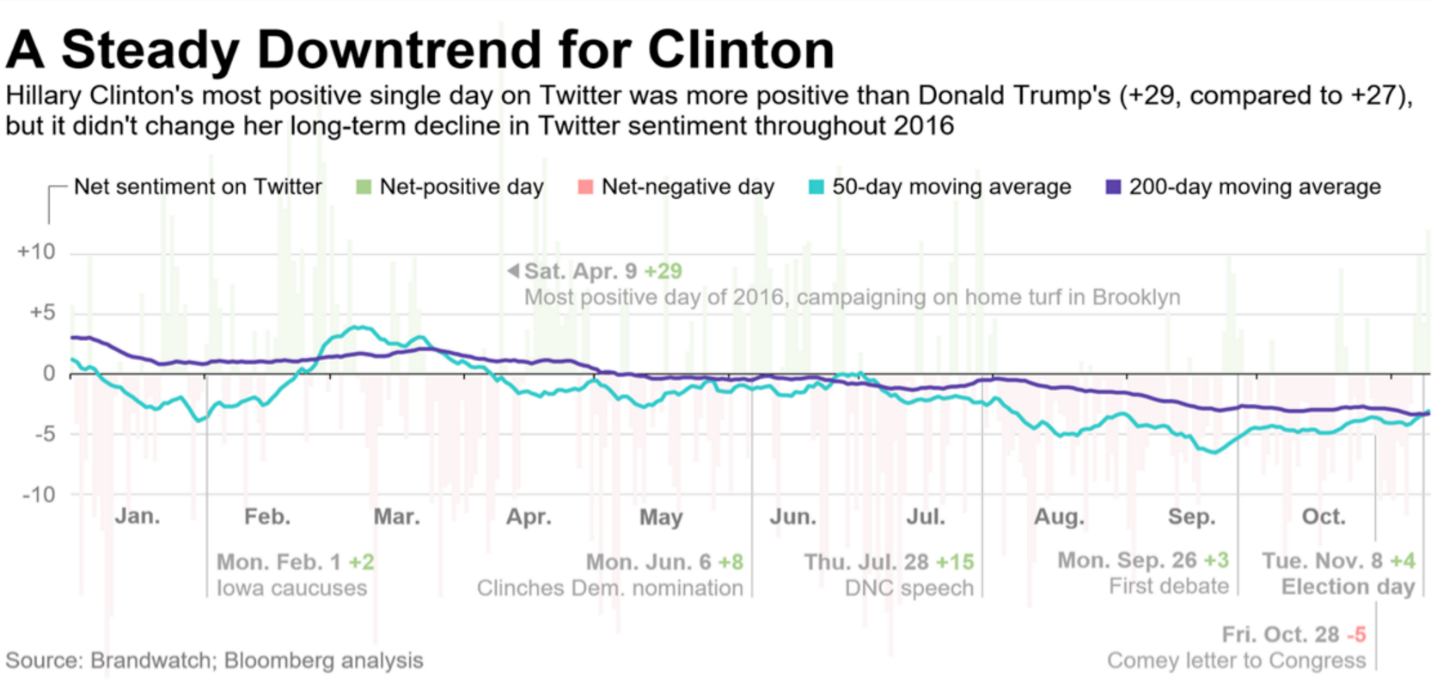 A Steady Downtrend for Clinton
Hillary Clinton's most positive single day on Twitter was more positive than Donald Trump's (+29, compared to +27),
but it didn't change her long-term decline in Twitter sentiment throughout 2016
Net sentiment on Twitter Net-positive day Net-negative day 50-day moving average 200-day moving average
+10
◀ Sat. Apr. 9 +29
Most positive day of 2016, campaigning on home turf in Brooklyn
+5
0
-5
-10
Jan. Feb. Mar. Apr. May Jun. Jul. Aug. Sep. Oct.
Mon. Feb. 1 +2
Iowa caucuses
Mon. Jun. 6 +8
Clinches Dem. nomination
Thu. Jul. 28 +15
DNC speech
Mon. Sep. 26 +3
First debate
Tue. Nov. 8 +4
Election day
Fri. Oct. 28 -5
Comey letter to Congress
Source: Brandwatch; Bloomberg analysis